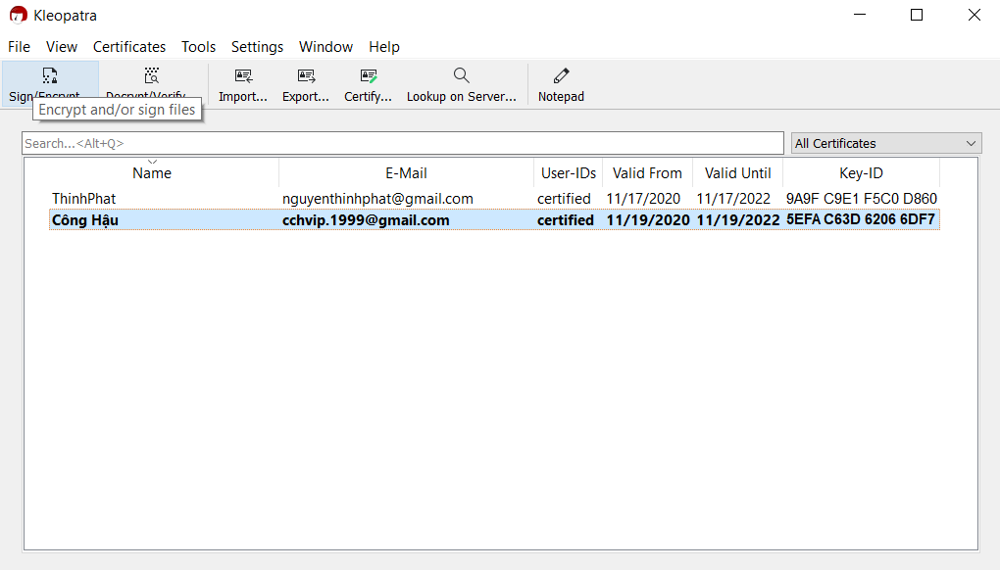 Kleopatra
File View Certificates Tools Settings Window Help
Sign/Encrypt... Decrypt/Verify... Import... Export... Certify... Lookup on Server... Notepad
Encrypt and/or sign files
Search...<Alt+Q> All Certificates
Name E-Mail User-IDs Valid From Valid Until Key-ID
ThinhPhat nguyenthinhphat@gmail.com certified 11/17/2020 11/17/2022 9A9F C9E1 F5C0 D860
Công Hậu cchvip.1999@gmail.com certified 11/19/2020 11/19/2022 5EFA C63D 6206 6DF7